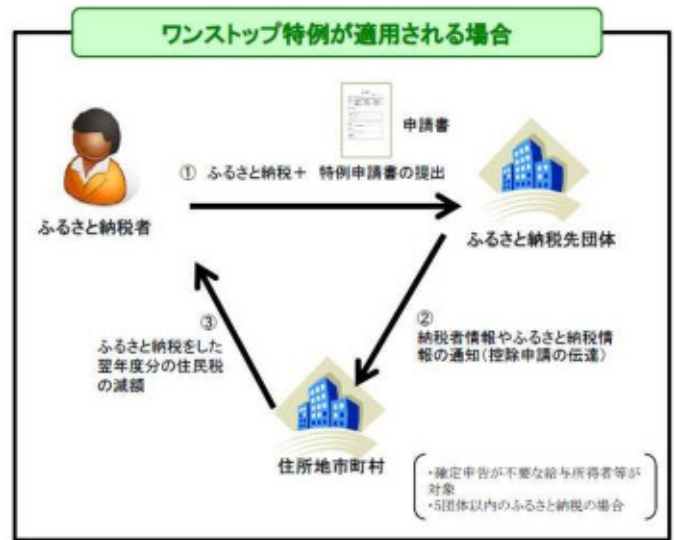 ワンストップ特例が適用される場合
申請書
① ふるさと納税+ 特例申請書の提出
ふるさと納税者
ふるさと納税先団体
②
納税者情報やふるさと納税情
報の通知(控除申請の伝達)
③
ふるさと納税をした
翌年度分の住民税
の減額
住所地市町村
・確定申告が不要な給与所得者等が
対象
・5団体以内のふるさと納税の場合